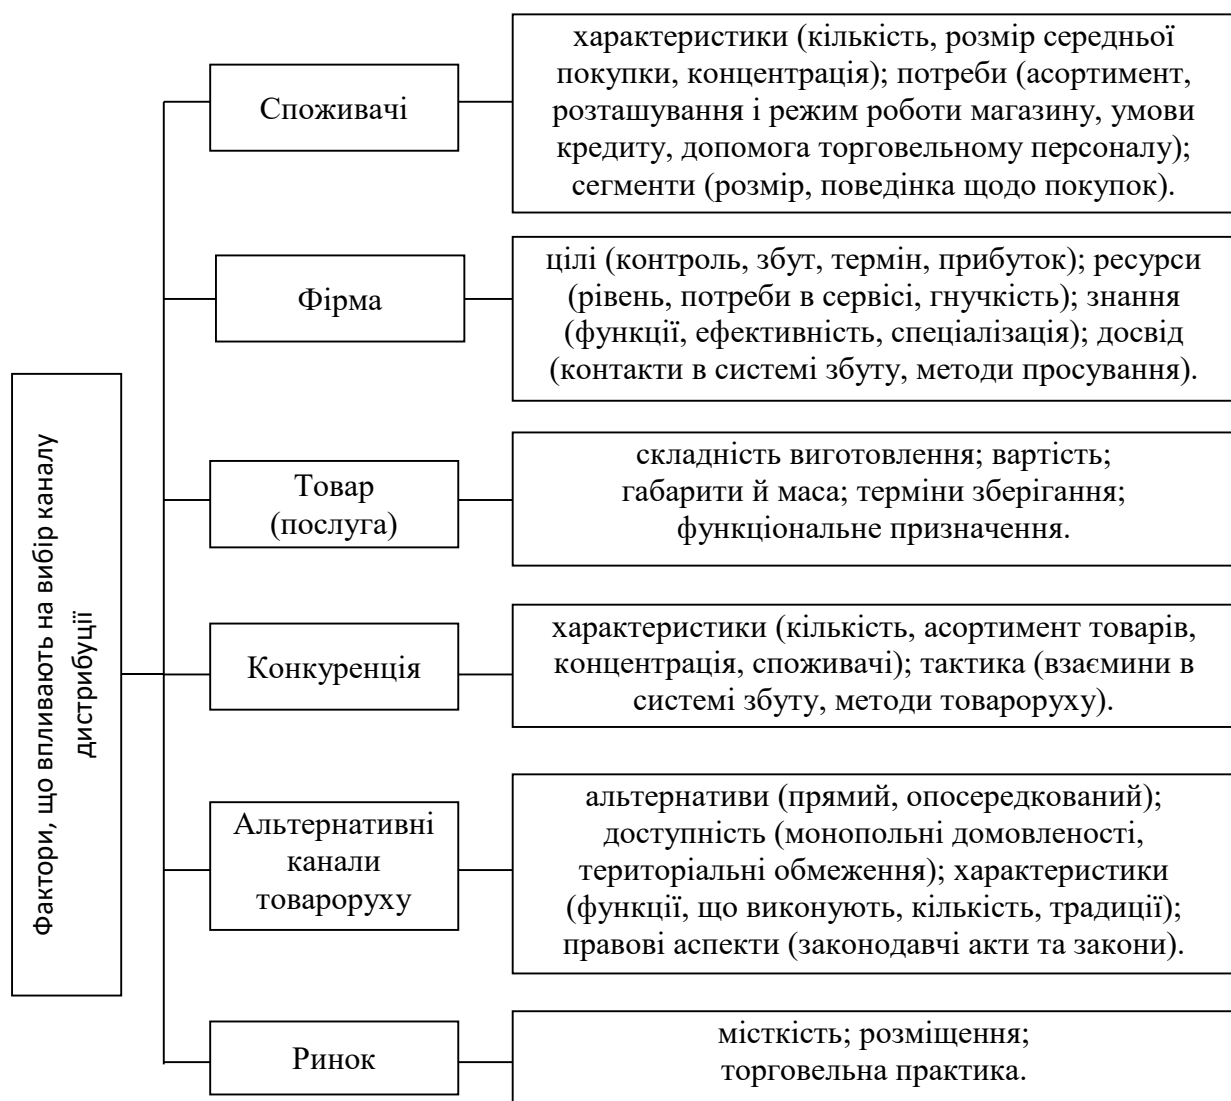 Фактори, що впливають на вибір каналу
дистрибуції
Споживачі
характеристики (кількість, розмір середньої
покупки, концентрація); потреби (асортимент,
розташування і режим роботи магазину, умови
кредиту, допомога торговельному персоналу);
сегменти (розмір, поведінка щодо покупок).
Фірма
цілі (контроль, збут, термін, прибуток); ресурси
(рівень, потреби в сервісі, гнучкість); знання
(функції, ефективність, спеціалізація); досвід
(контакти в системі збуту, методи просування).
Товар
(послуга)
складність виготовлення; вартість;
габарити й маса; терміни зберігання;
функціональне призначення.
Конкуренція
характеристики (кількість, асортимент товарів,
концентрація, споживачі); тактика (взаємини в
системі збуту, методи товароруху).
Альтернативні
канали
товароруху
альтернативи (прямий, опосередкований);
доступність (монопольні домовленості,
територіальні обмеження); характеристики
(функції, що виконують, кількість, традиції);
правові аспекти (законодавчі акти та закони).
Ринок
місткість; розміщення;
торговельна практика.